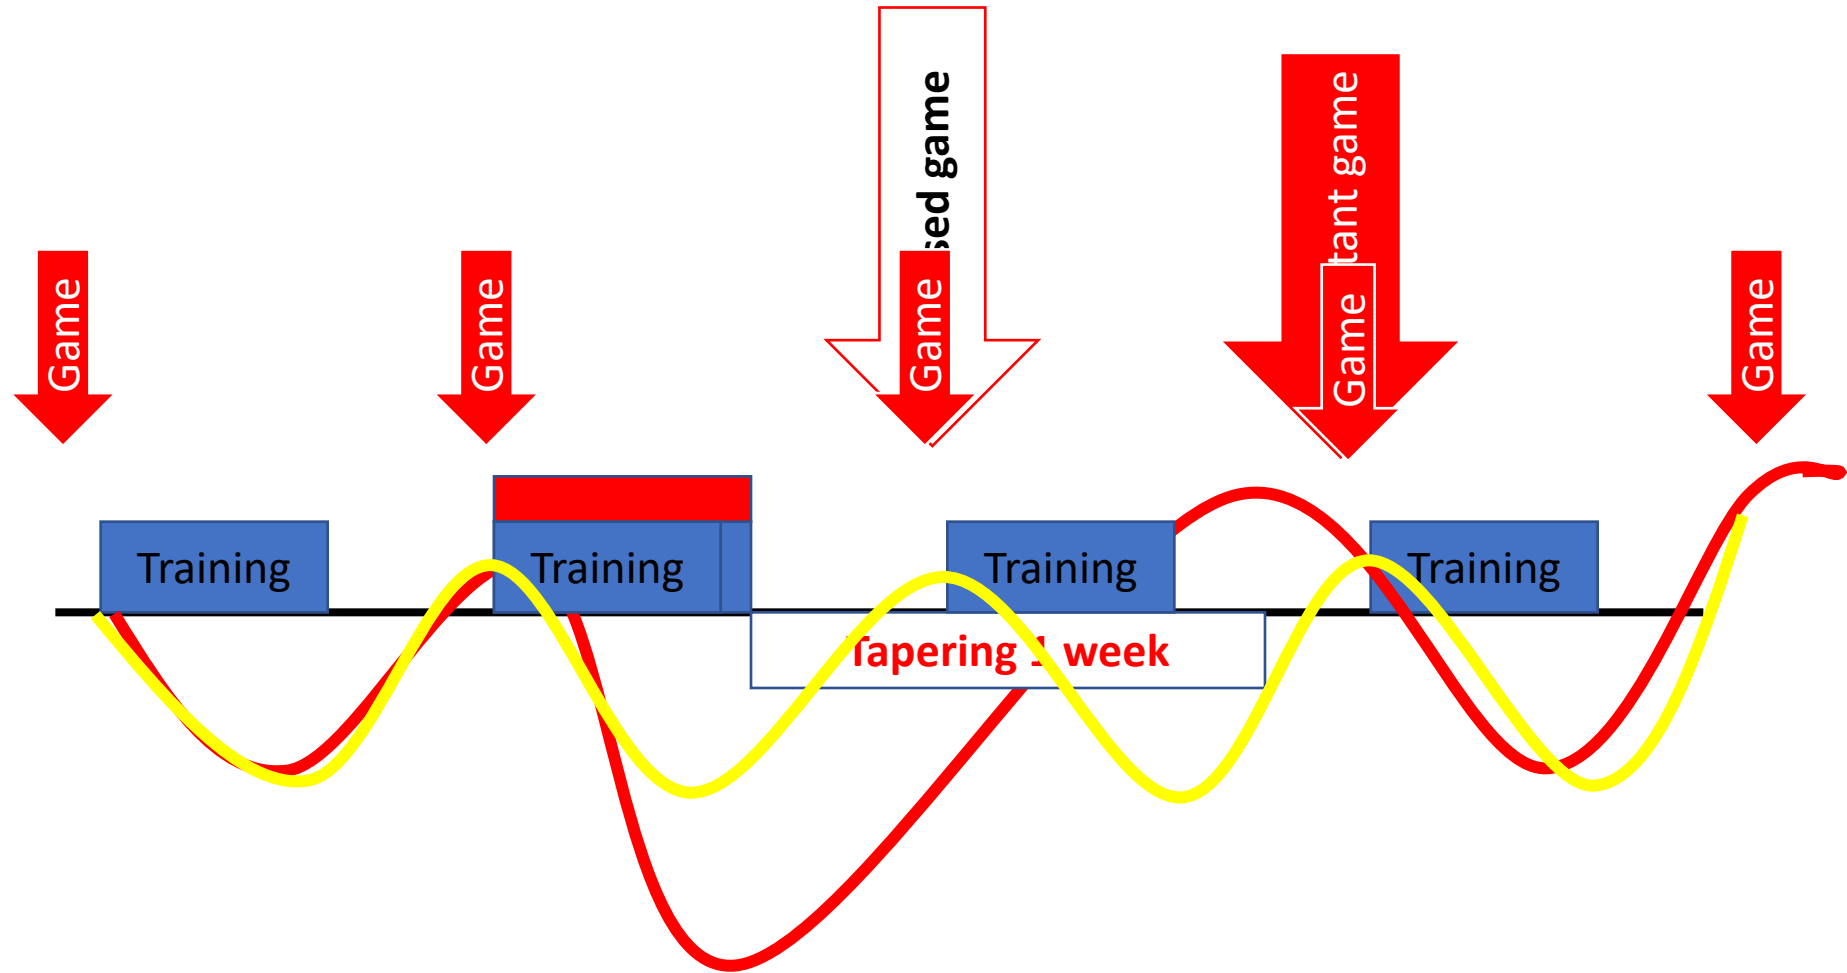 sed game
tant game
Game
Game
Game
Game
Game
Training
Training
Training
Training
Tapering 1 week